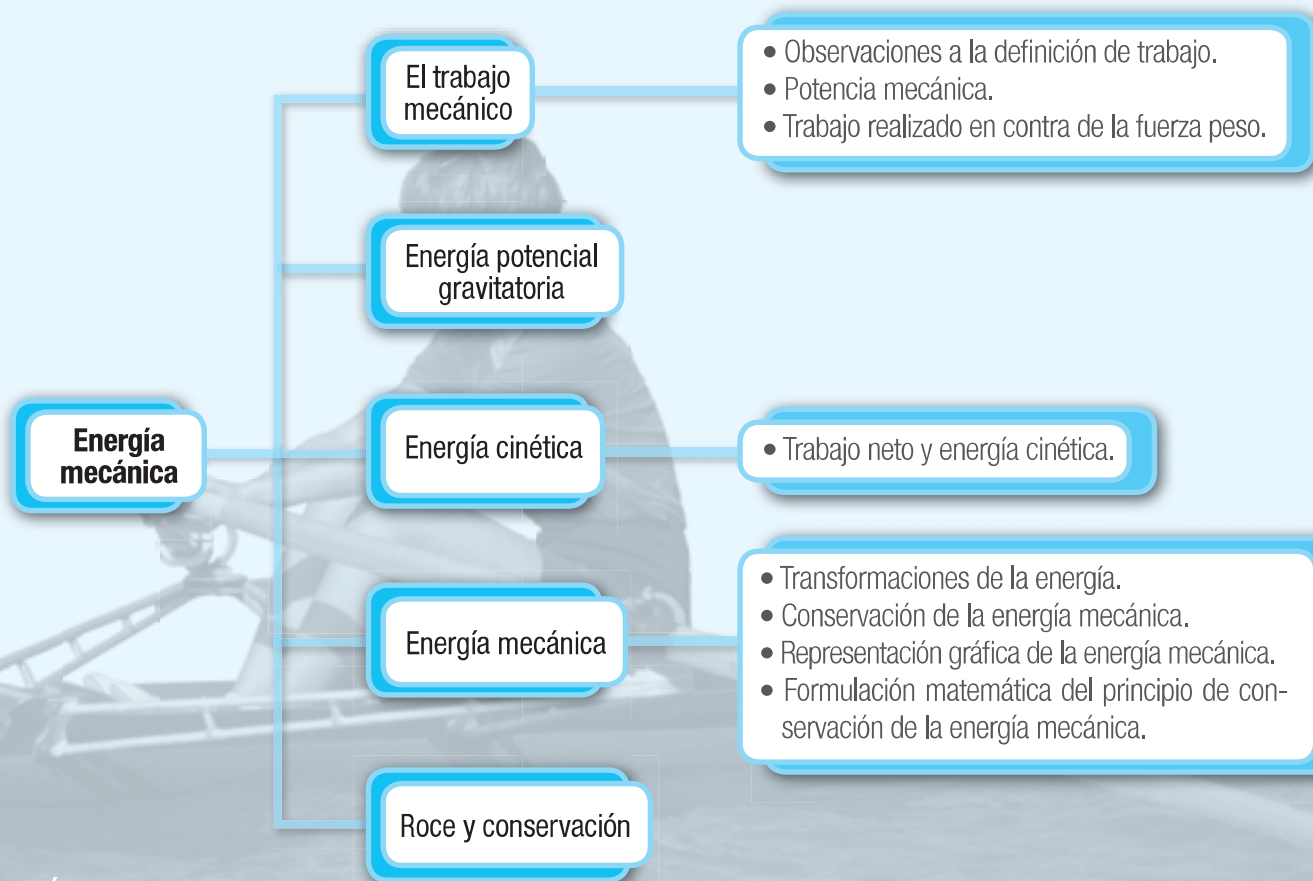 El trabajo
mecánico
• Observaciones a la definición de trabajo.
• Potencia mecánica.
• Trabajo realizado en contra de la fuerza peso.
Energía potencial
gravitatoria
Energía
mecánica
Energía cinética
• Trabajo neto y energía cinética.
Energía mecánica
• Transformaciones de la energía.
• Conservación de la energía mecánica.
• Representación gráfica de la energía mecánica.
• Formulación matemática del principio de con-
servación de la energía mecánica.
Roce y conservación